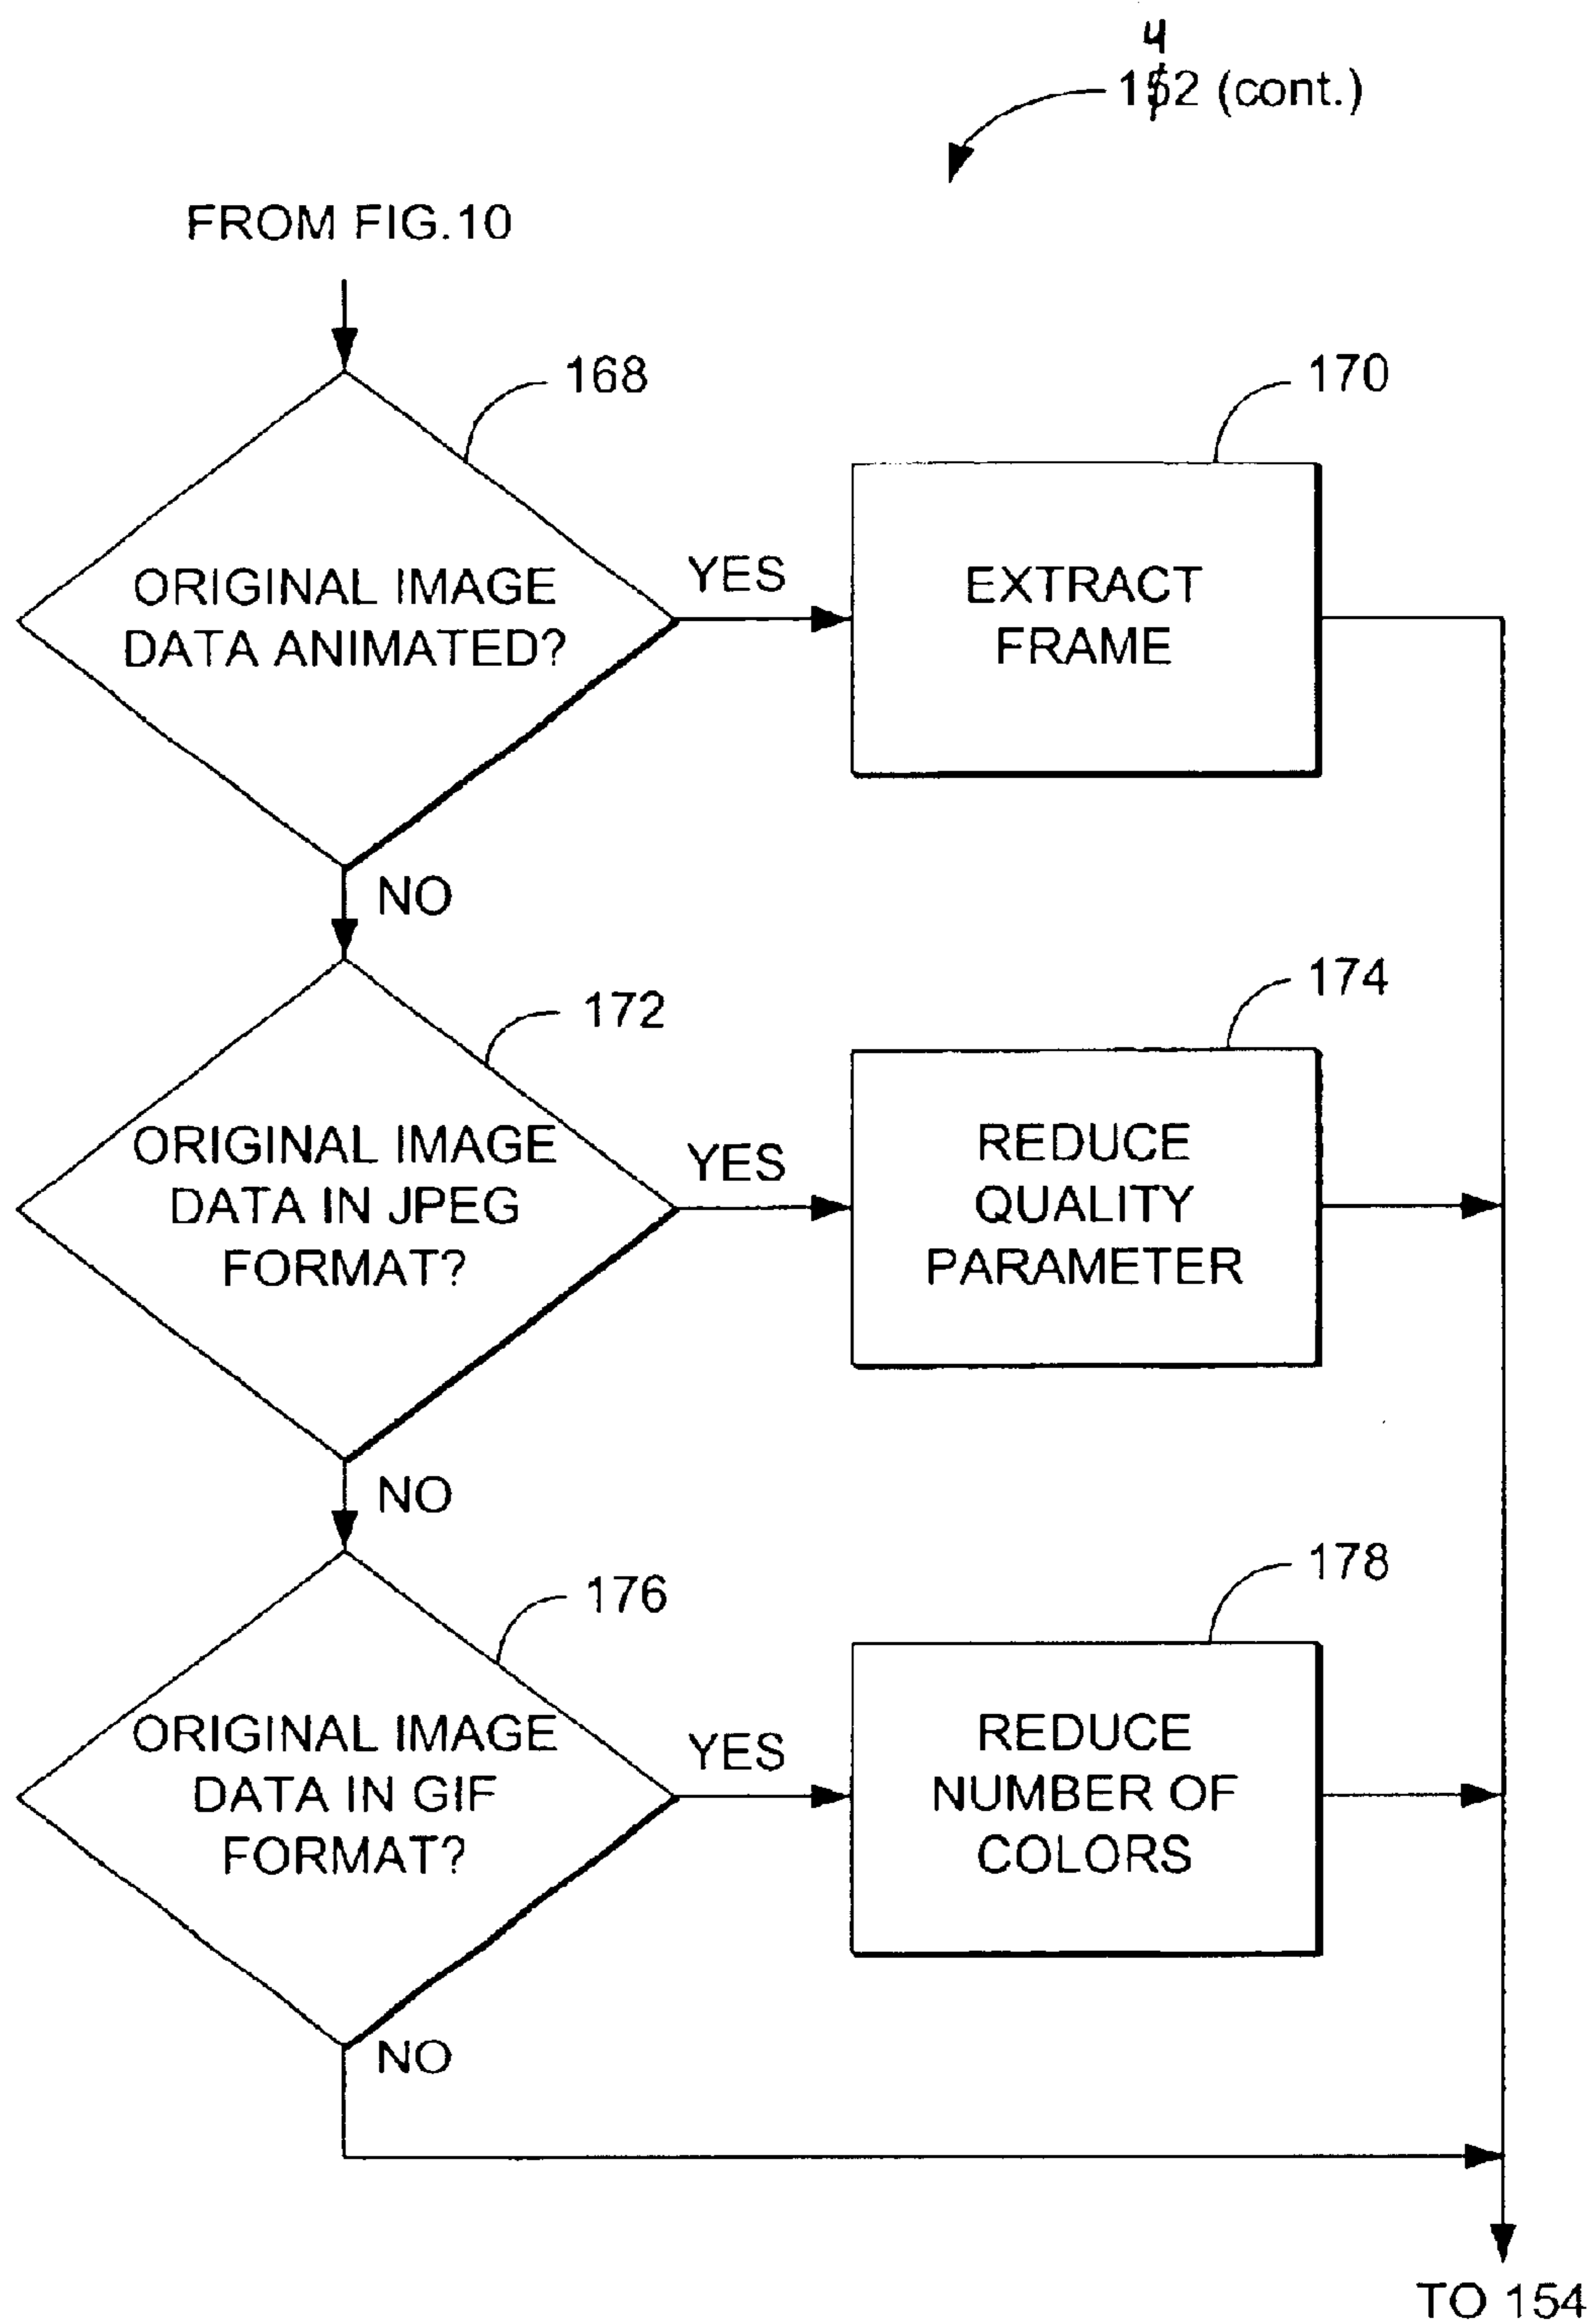 4
152 (cont.)
FROM FIG.10
168
170
ORIGINAL IMAGE
DATA ANIMATED?
YES
EXTRACT
FRAME
NO
172
174
ORIGINAL IMAGE
DATA IN JPEG
FORMAT?
YES
REDUCE
QUALITY
PARAMETER
NO
176
178
ORIGINAL IMAGE
DATA IN GIF
FORMAT?
YES
REDUCE
NUMBER OF
COLORS
NO
TO 154